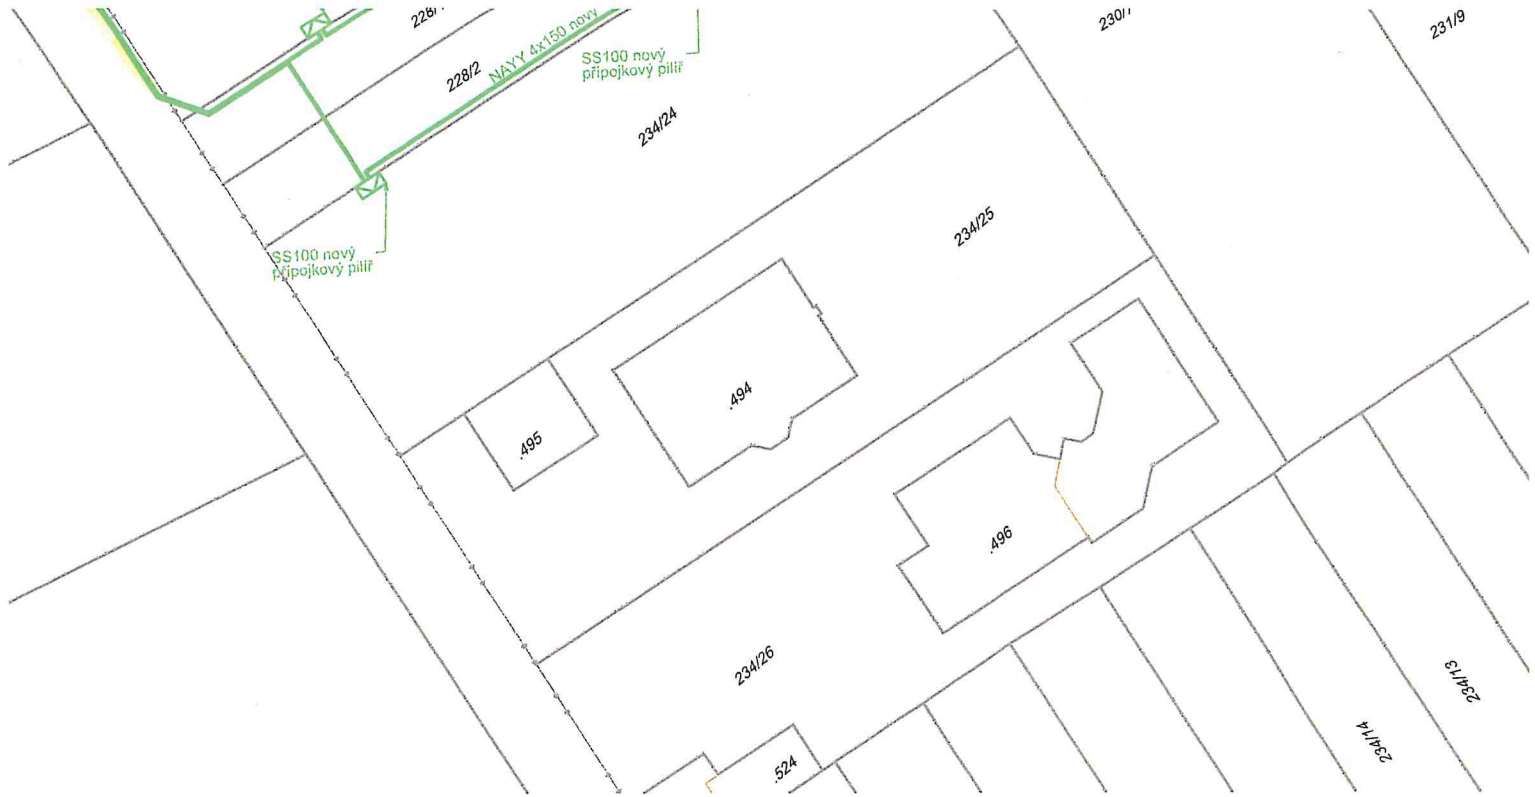 230/7
231/9
228/2
NAYY 4x150 nový
SS100 nový
přípojkový pilíř
234/24
234/25
SS100 nový
přípojkový pilíř
.494
.495
.496
234/26
234/13
234/14
.524